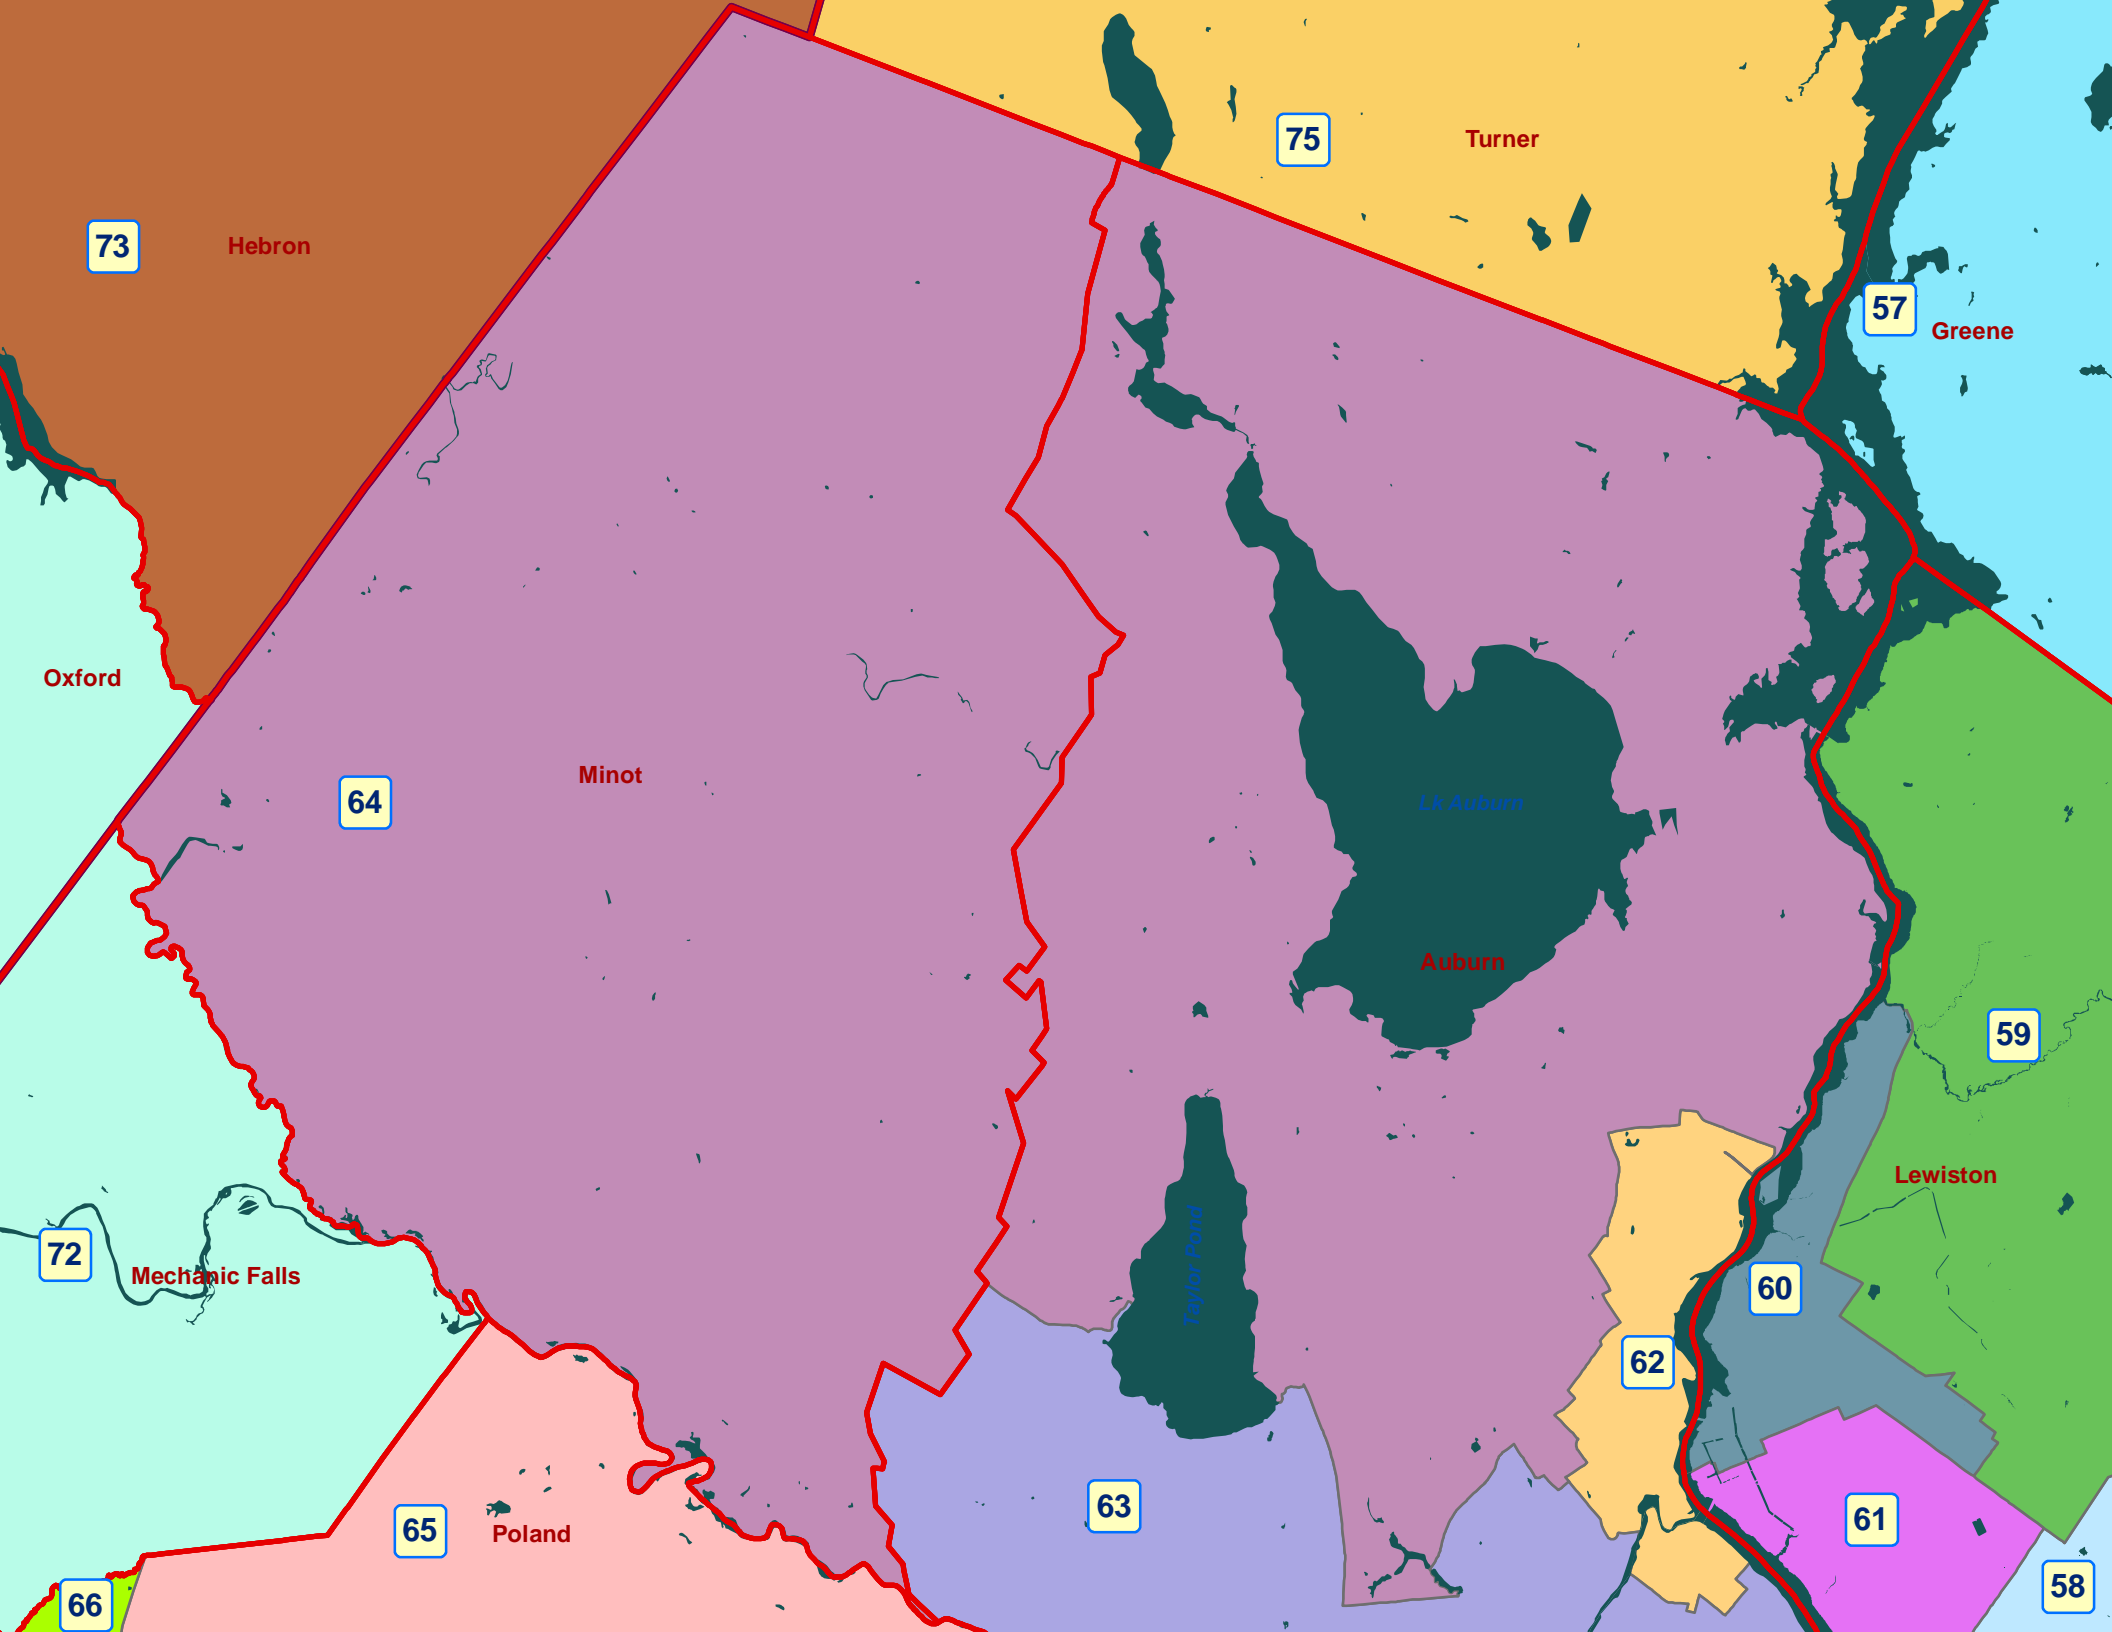 75
Turner
73
Hebron
57
Greene
Oxford
Minot
64
Lk Auburn
Auburn
59
Lewiston
72
Mechanic Falls
Taylor Pond
60
62
63
61
65
Poland
58
66